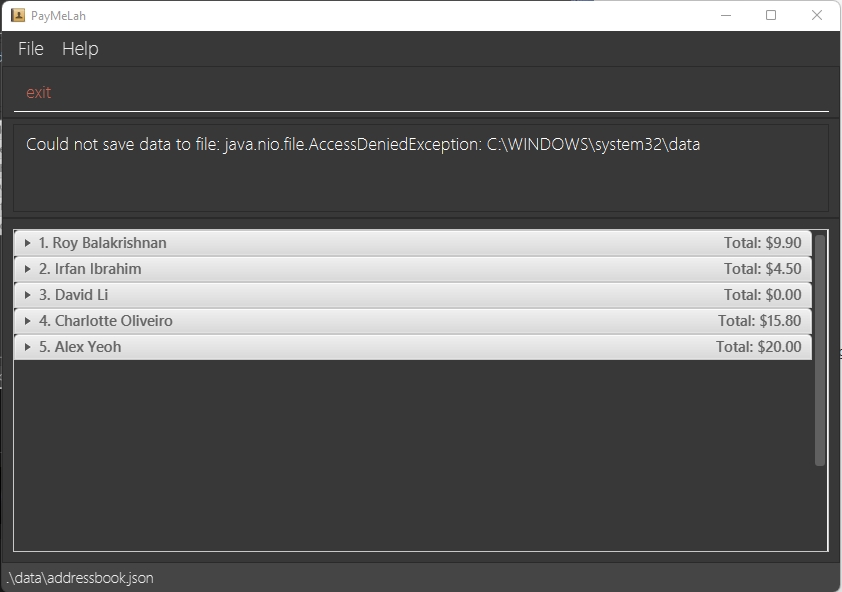 PayMeLah
File Help
exit
Could not save data to file: java.nio.file.AccessDeniedException: C:\WINDOWS\system32\data
1. Roy Balakrishnan Total: $9.90
2. Irfan Ibrahim Total: $4.50
3. David Li Total: $0.00
4. Charlotte Oliveiro Total: $15.80
5. Alex Yeoh Total: $20.00
.\data\addressbook.json